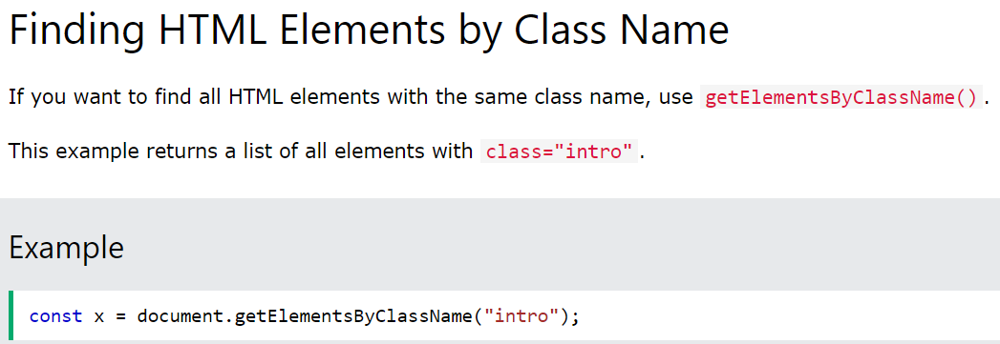 Finding HTML Elements by Class Name
If you want to find all HTML elements with the same class name, use getElementsByClassName().
This example returns a list of all elements with class="intro".
Example
const x = document.getElementsByClassName("intro");